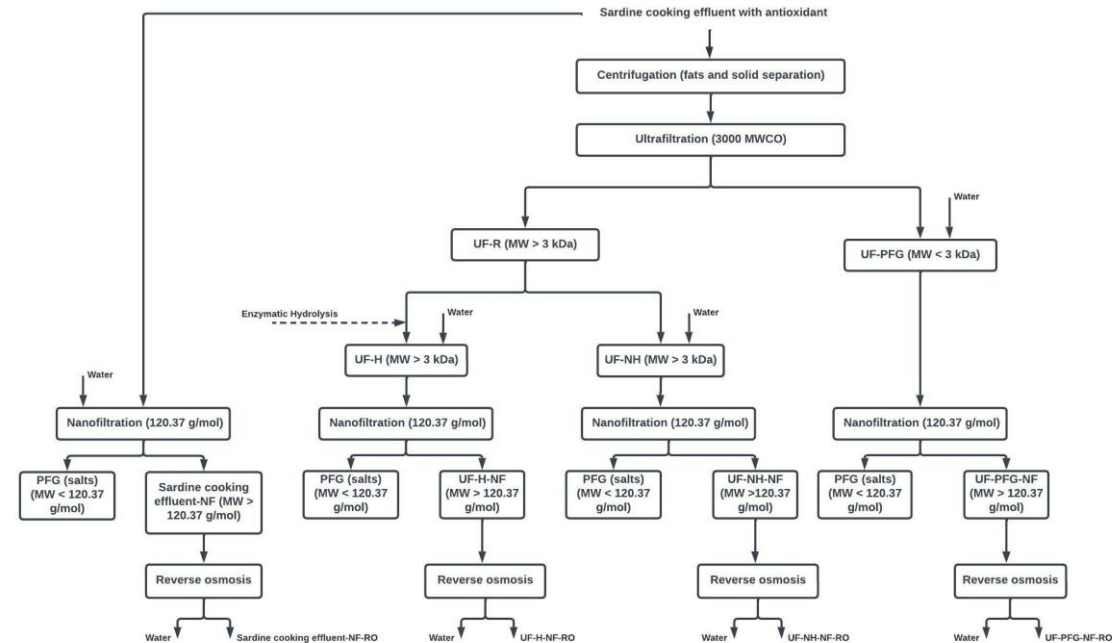 Sardine cooking effluent with antioxidant
Centrifugation (fats and solid separation)
Ultrafiltration (3000 MWCO)
Water
UF-R (MW > 3 kDa)
UF-PFG (MW < 3 kDa)
Enzymatic Hydrolysis
Water
Water
UF-H (MW > 3 kDa)
UF-NH (MW > 3 kDa)
Water
Nanofiltration (120.37 g/mol)
Nanofiltration (120.37 g/mol)
Nanofiltration (120.37 g/mol)
Nanofiltration (120.37 g/mol)
PFG (salts)
(MW < 120.37
g/mol)
Sardine cooking
effluent-NF (MW >
120.37 g/mol)
PFG (salts)
(MW < 120.37
g/mol)
UF-H-NF
(MW > 120.37
g/mol)
PFG (salts)
(MW < 120.37
g/mol)
UF-NH-NF
(MW >120.37
g/mol)
PFG (salts)
(MW < 120.37
g/mol)
UF-PFG-NF
(MW > 120.37
g/mol)
Reverse osmosis
Reverse osmosis
Reverse osmosis
Reverse osmosis
Water
Sardine cooking effluent-NF-RO
Water
UF-H-NF-RO
Water
UF-NH-NF-RO
Water
UF-PFG-NF-RO